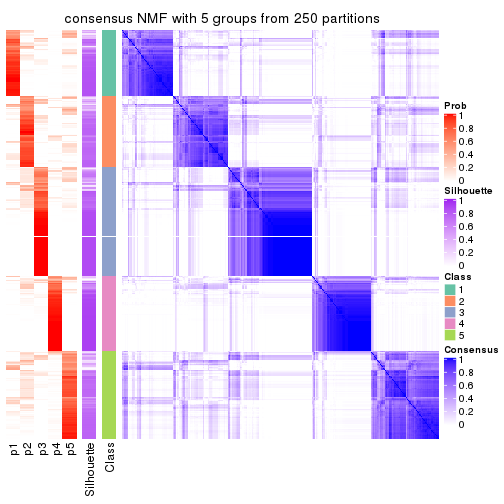 consensus NMF with 5 groups from 250 partitions
Prob
1
0.8
0.6
0.4
0.2
0
Silhouette
1
0.8
0.6
0.4
0.2
0
Class
1
2
3
4
5
Consensus
1
0.8
0.6
0.4
0.2
0
p1
p2
p3
p4
p5
Silhouette
Class